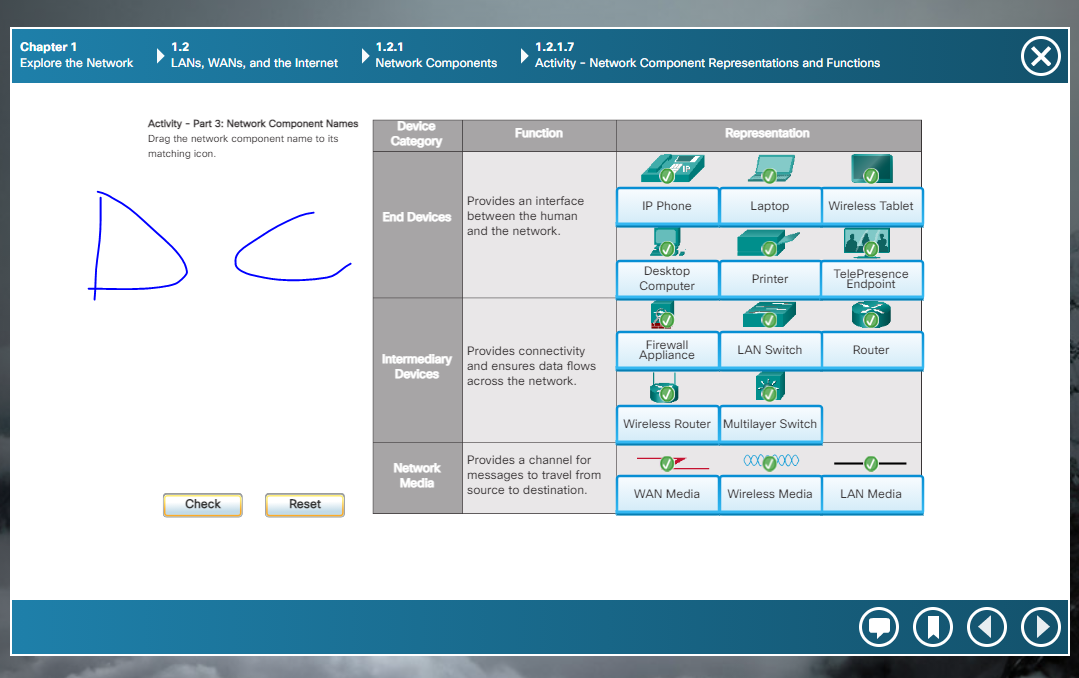 Chapter 1
Explore the Network
1.2
LANs, WANs, and the Internet
1.2.1
Network Components
1.2.1.7
Activity - Network Component Representations and Functions
Activity - Part 3: Network Component Names
Drag the network component name to its
matching icon.
D C
Check
Reset
Device
Category
Function
Representation
End Devices
Provides an interface
between the human
and the network.
IP
IP Phone
Laptop
Wireless Tablet
Desktop
Computer
Printer
TelePresence
Endpoint
Intermediary
Devices
Provides connectivity
and ensures data flows
across the network.
Firewall
Appliance
LAN Switch
Router
Wireless Router
Multilayer Switch
Network
Media
Provides a channel for
messages to travel from
source to destination.
WAN Media
Wireless Media
LAN Media